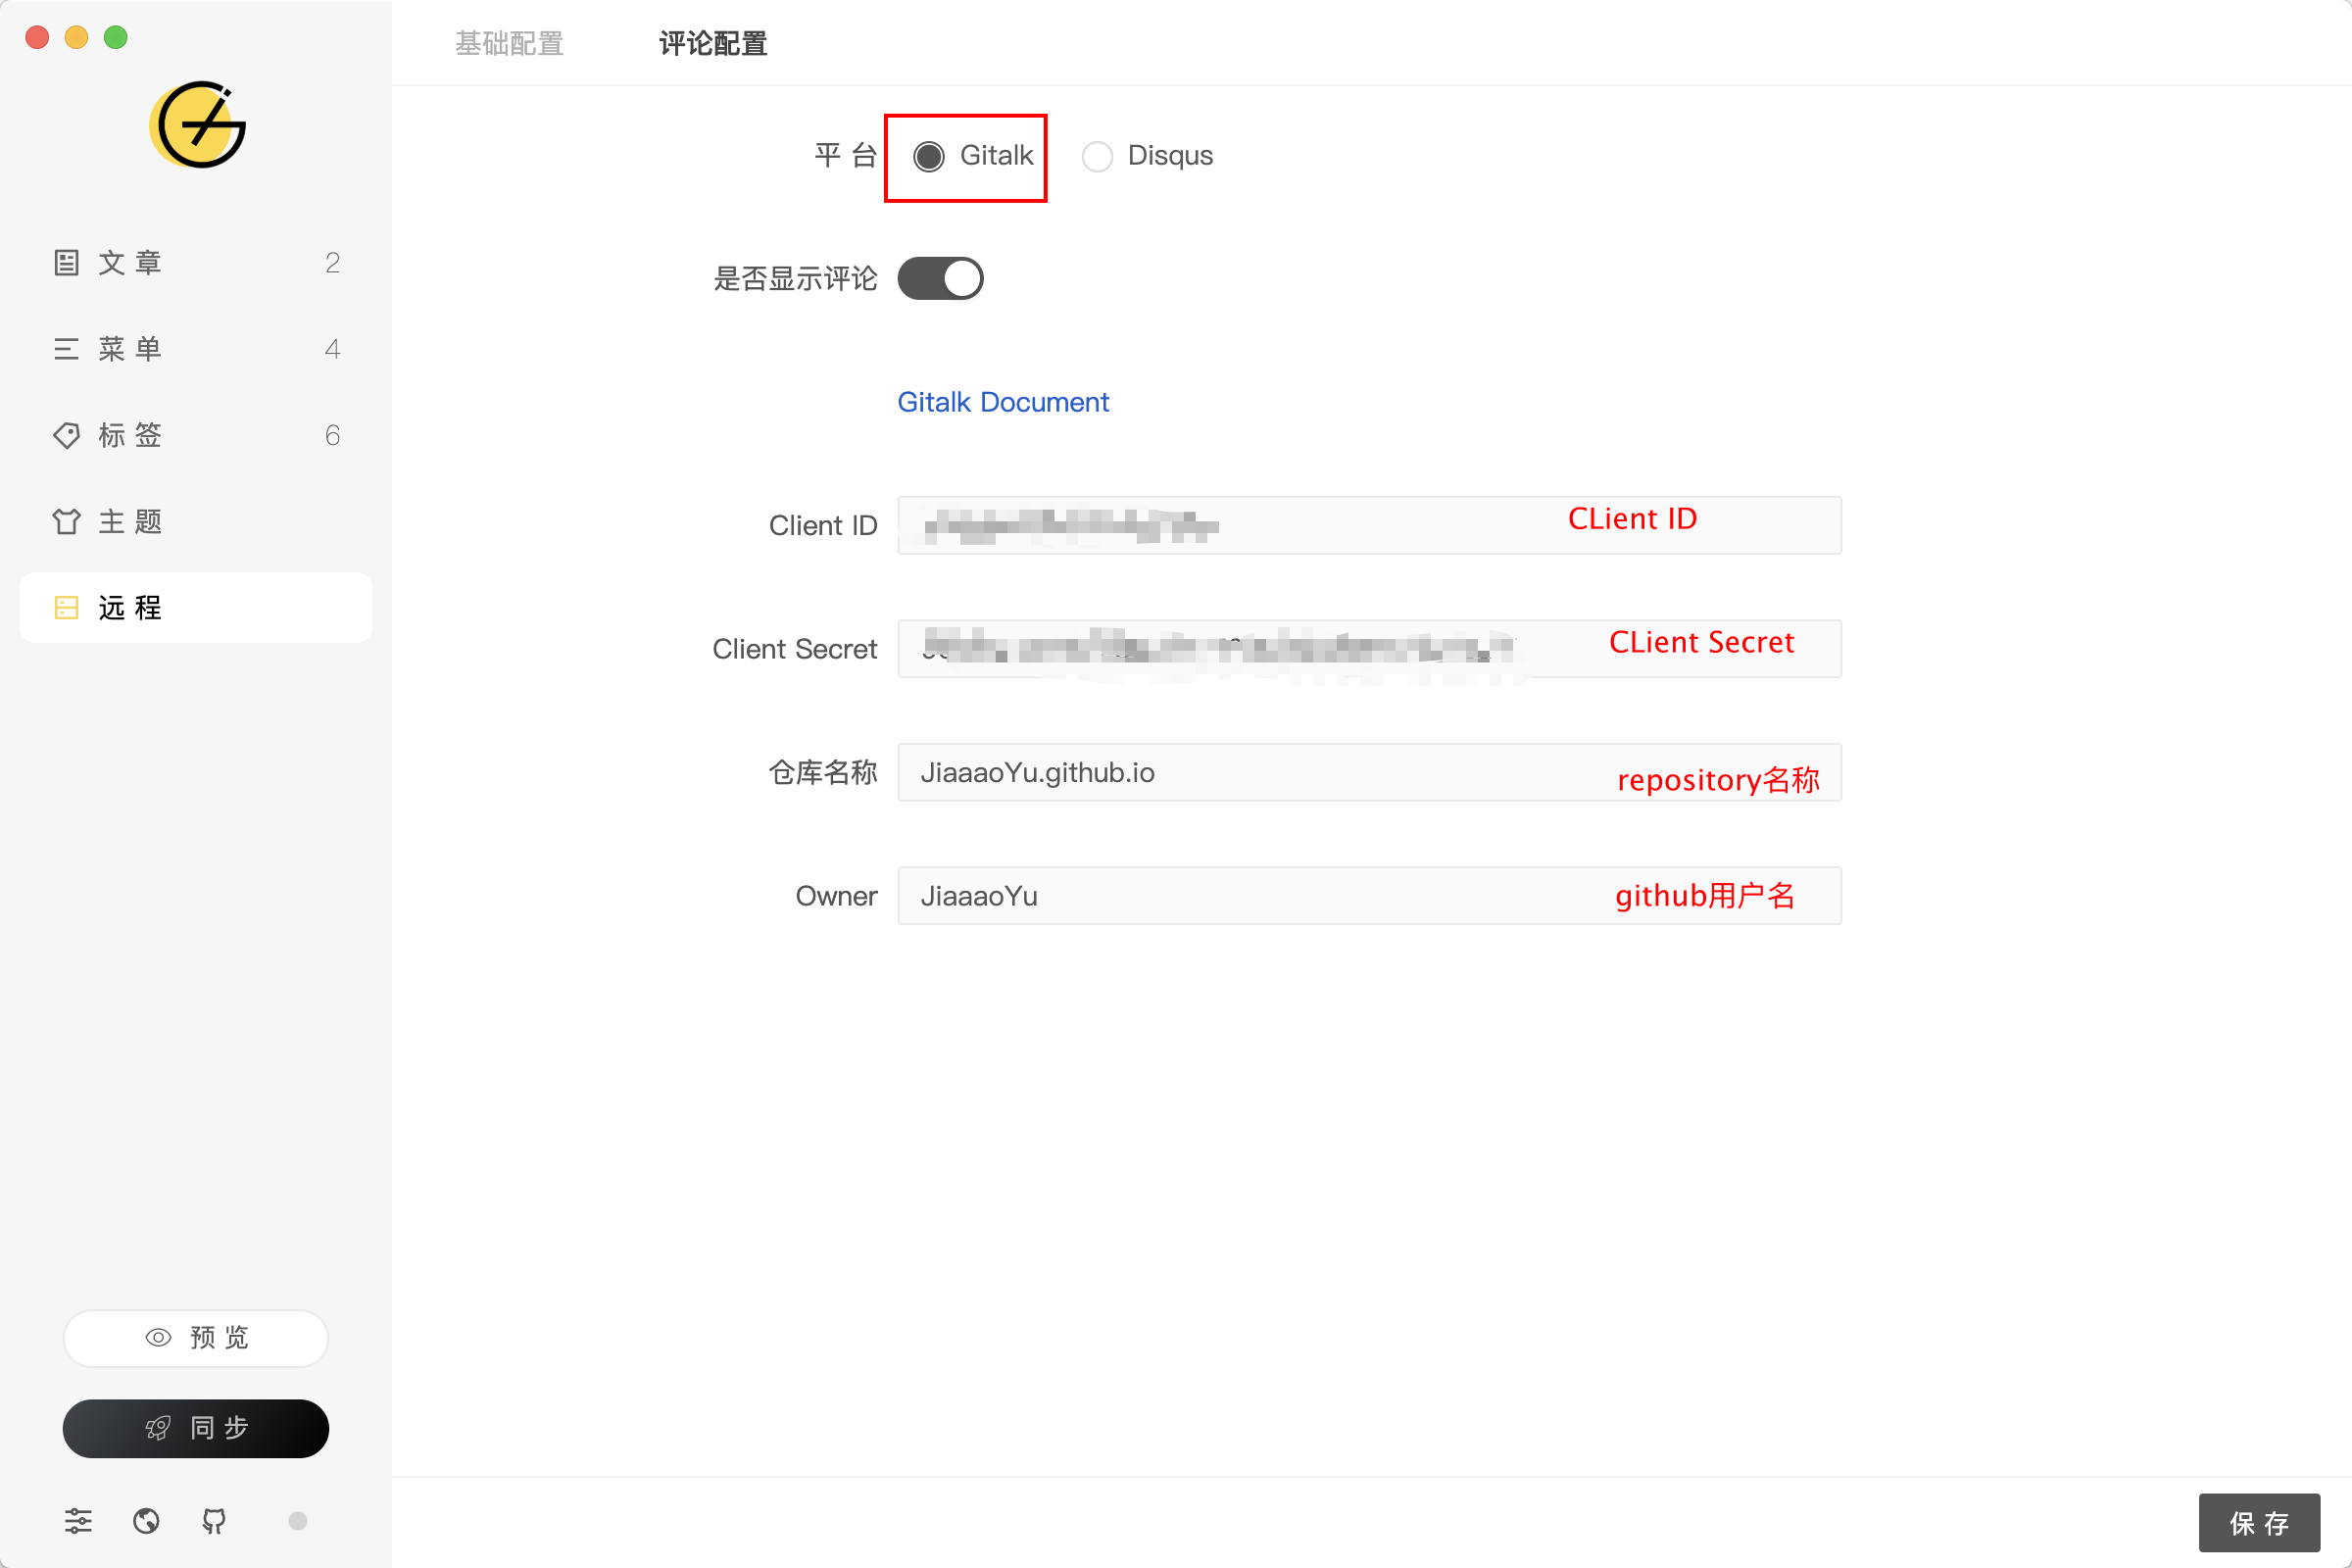 基础配置 评论配置
平 台 Gitalk Disqus
文 章 2
是否显示评论
菜 单 4
Gitalk Document
标 签 6
主 题
Client ID CLient ID
远 程
Client Secret CLient Secret
仓库名称 JiaaaoYu.github.io repository名称
Owner JiaaaoYu github用户名
预 览
同 步
保 存